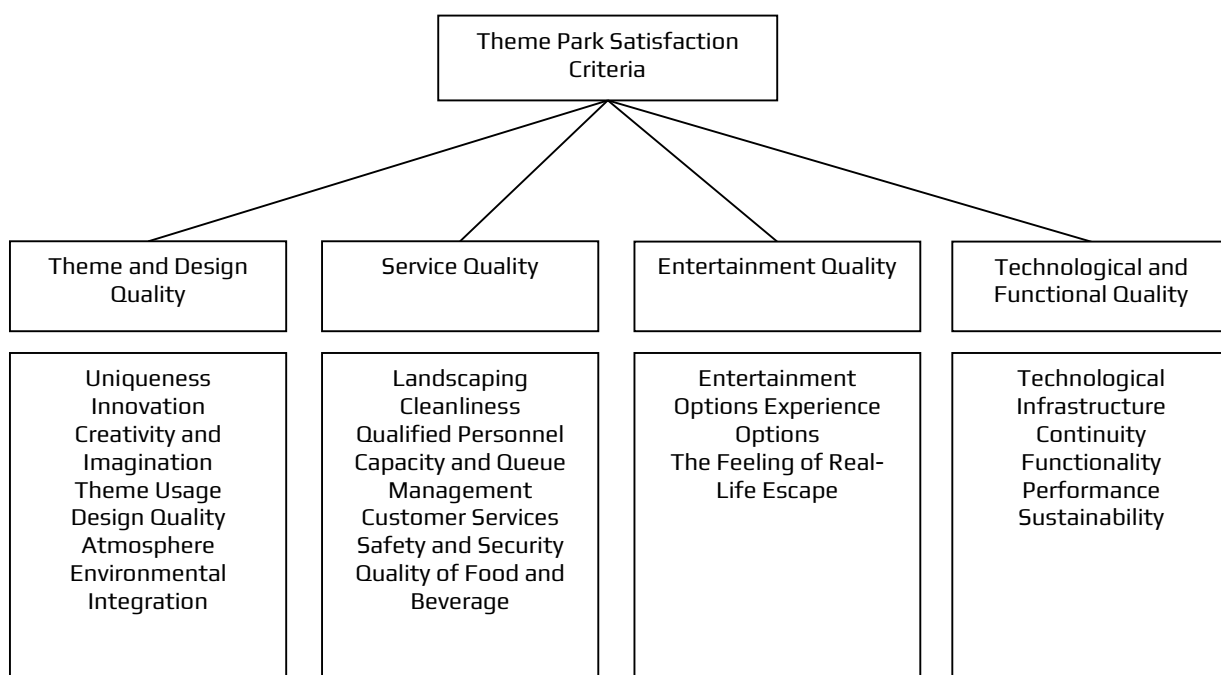 Theme Park Satisfaction
Criteria
Theme and Design
Quality
Service Quality
Entertainment Quality
Technological and
Functional Quality
Uniqueness
Innovation
Creativity and
Imagination
Theme Usage
Design Quality
Atmosphere
Environmental
Integration
Landscaping
Cleanliness
Qualified Personnel
Capacity and Queue
Management
Customer Services
Safety and Security
Quality of Food and
Beverage
Entertainment
Options Experience
Options
The Feeling of Real-
Life Escape
Technological
Infrastructure
Continuity
Functionality
Performance
Sustainability